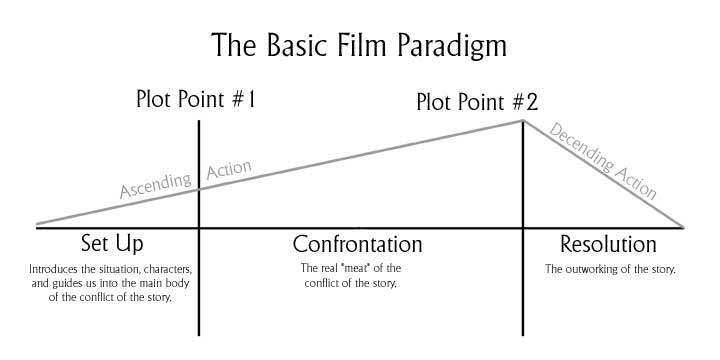 The Basic Film Paradigm
Plot Point #1
Plot Point #2
Ascending Action
Decending Action
Set Up
Introduces the situation, characters,
and guides us into the main body
of the conflict of the story.
Confrontation
The real "meat" of the
conflict of the story.
Resolution
The outworking of the story.